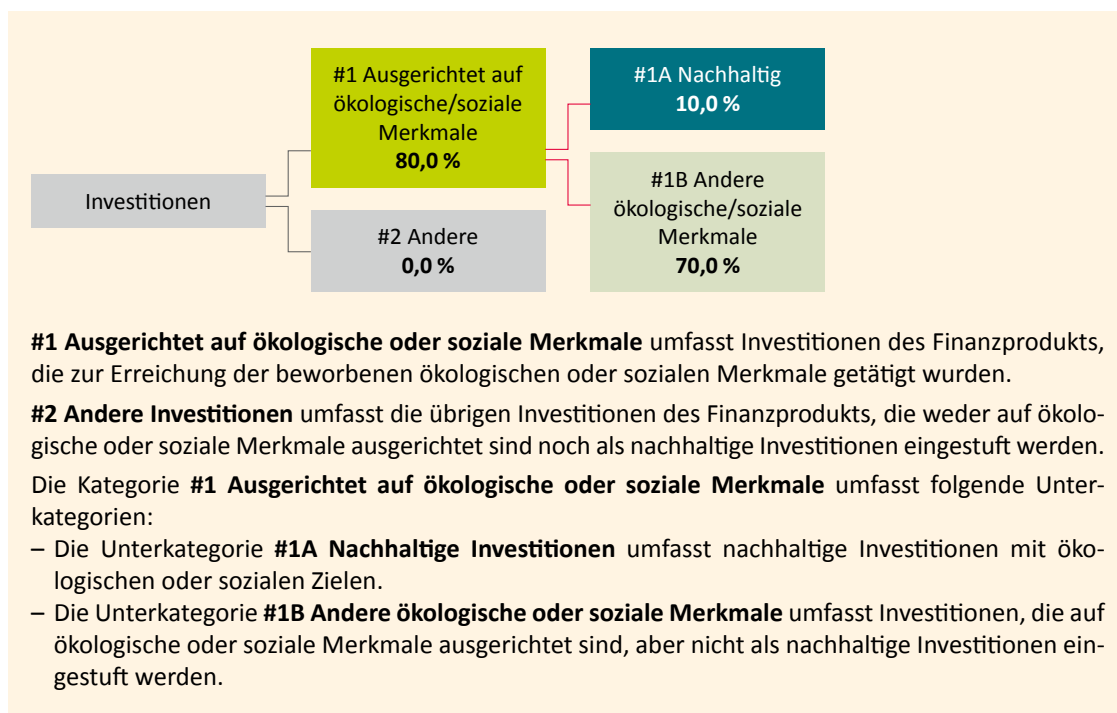 #1 Ausgerichtet auf
ökologische/soziale
Merkmale
80,0 %
#1A Nachhaltig
10,0 %
Investitionen
#1B Andere
ökologische/soziale
Merkmale
70,0 %
#2 Andere
0,0 %
#1 Ausgerichtet auf ökologische oder soziale Merkmale umfasst Investitionen des Finanzprodukts,
die zur Erreichung der beworbenen ökologischen oder sozialen Merkmale getätigt wurden.
#2 Andere Investitionen umfasst die übrigen Investitionen des Finanzprodukts, die weder auf ökolo-
gische oder soziale Merkmale ausgerichtet sind noch als nachhaltige Investitionen eingestuft werden.
Die Kategorie #1 Ausgerichtet auf ökologische oder soziale Merkmale umfasst folgende Unter-
kategorien:
– Die Unterkategorie #1A Nachhaltige Investitionen umfasst nachhaltige Investitionen mit öko-
logischen oder sozialen Zielen.
– Die Unterkategorie #1B Andere ökologische oder soziale Merkmale umfasst Investitionen, die auf
ökologische oder soziale Merkmale ausgerichtet sind, aber nicht als nachhaltige Investitionen ein-
gestuft werden.